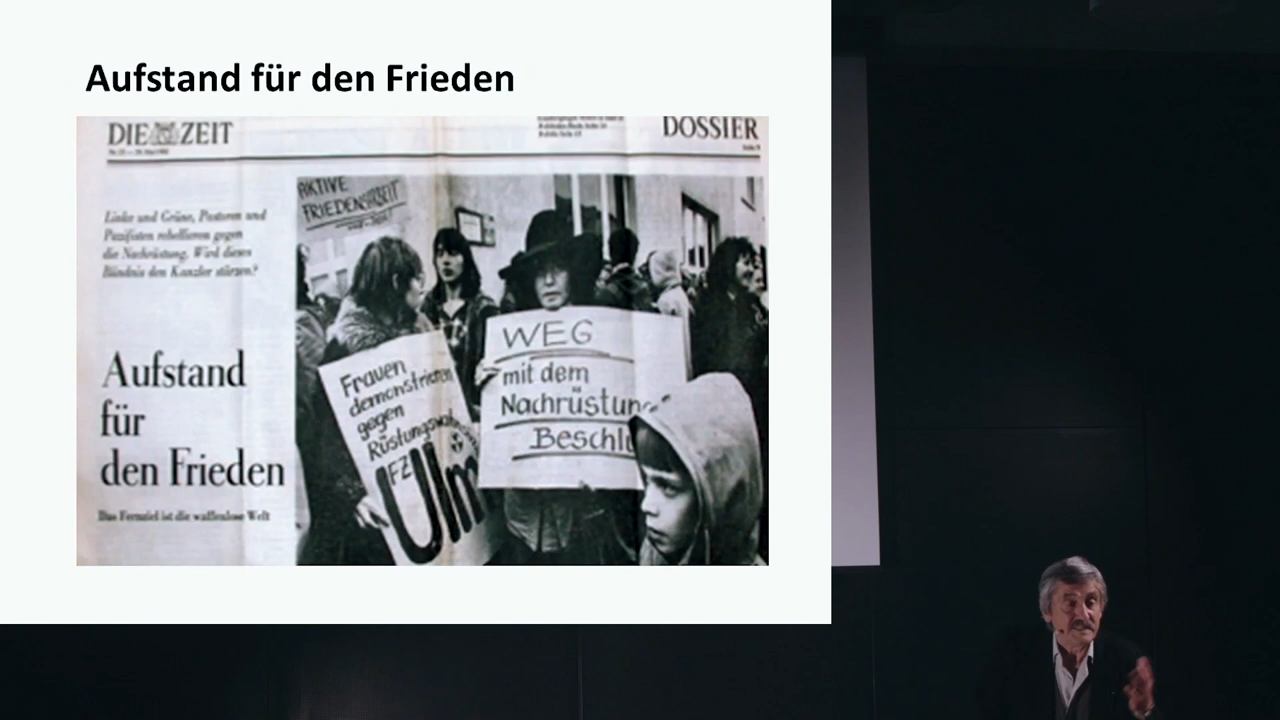 Aufstand für den Frieden
DIE ZEIT
DOSSIER
Linke und Grüne, Pastoren und
Pazifisten rebellieren gegen
die Nachrüstung. Wird dieses
Bündnis den Kanzler stürzen?
Aufstand
für
den Frieden
Das Fernziel ist die waffenlose Welt
AKTIVE
FRIEDENSARBEIT
Frauen
demonstrieren
gegen
FZ
Ulm
WEG
mit dem
Nachrüstung
Beschl